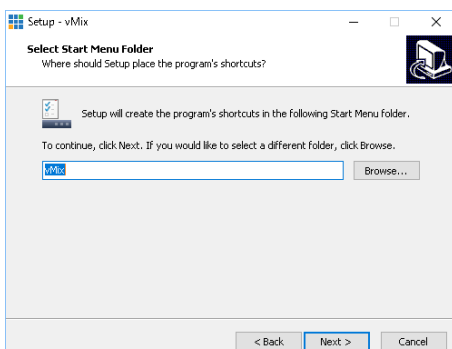 Setup - vMix
Select Start Menu Folder
Where should Setup place the program's shortcuts?
Setup will create the program's shortcuts in the following Start Menu folder.
To continue, click Next. If you would like to select a different folder, click Browse.
vMix
Browse...
< Back
Next >
Cancel